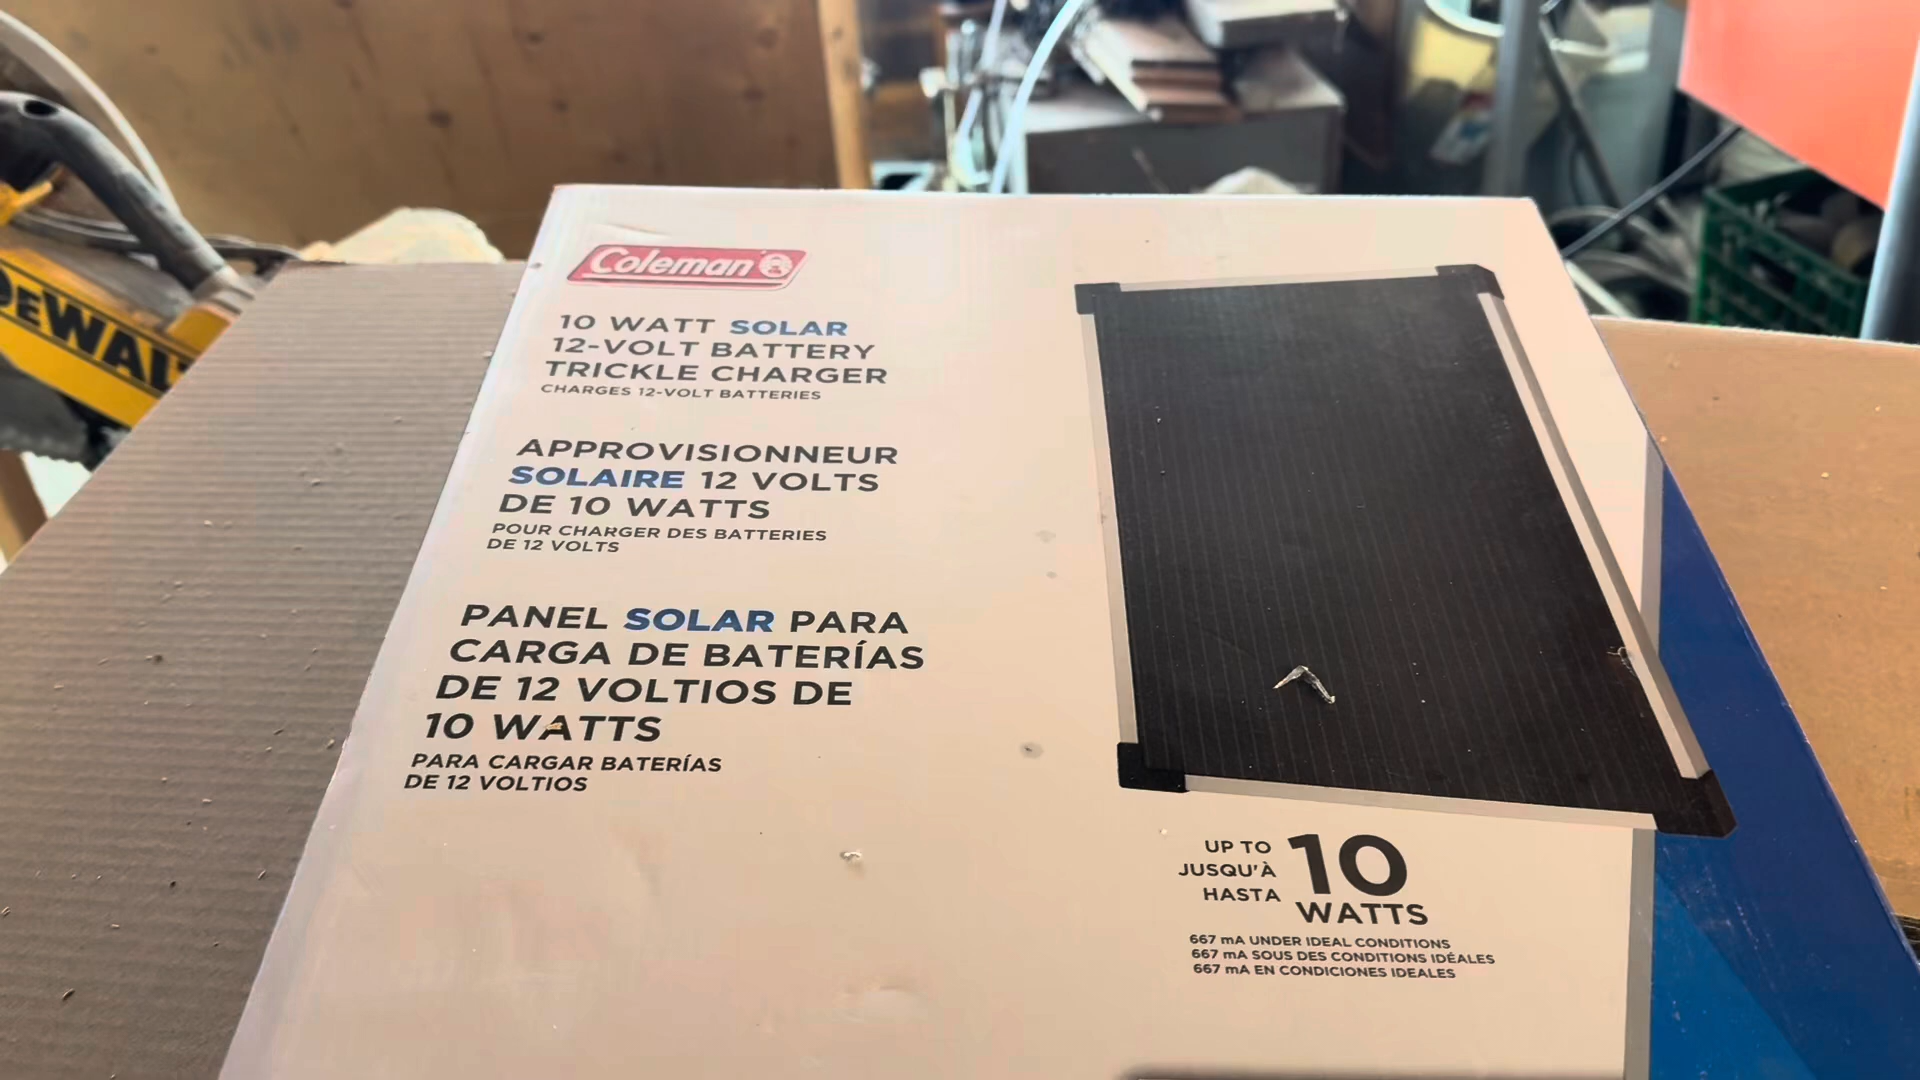 Coleman
10 WATT SOLAR
12-VOLT BATTERY
TRICKLE CHARGER
CHARGES 12-VOLT BATTERIES
APPROVISIONNEUR
SOLAIRE 12 VOLTS
DE 10 WATTS
POUR CHARGER DES BATTERIES
DE 12 VOLTS
PANEL SOLAR PARA
CARGA DE BATERÍAS
DE 12 VOLTIOS DE
10 WATTS
PARA CARGAR BATERÍAS
DE 12 VOLTIOS
UP TO
JUSQU'À
HASTA
10
WATTS
667 mA UNDER IDEAL CONDITIONS
667 mA SOUS DES CONDITIONS IDÉALES
667 mA EN CONDICIONES IDEALES
DEWAL